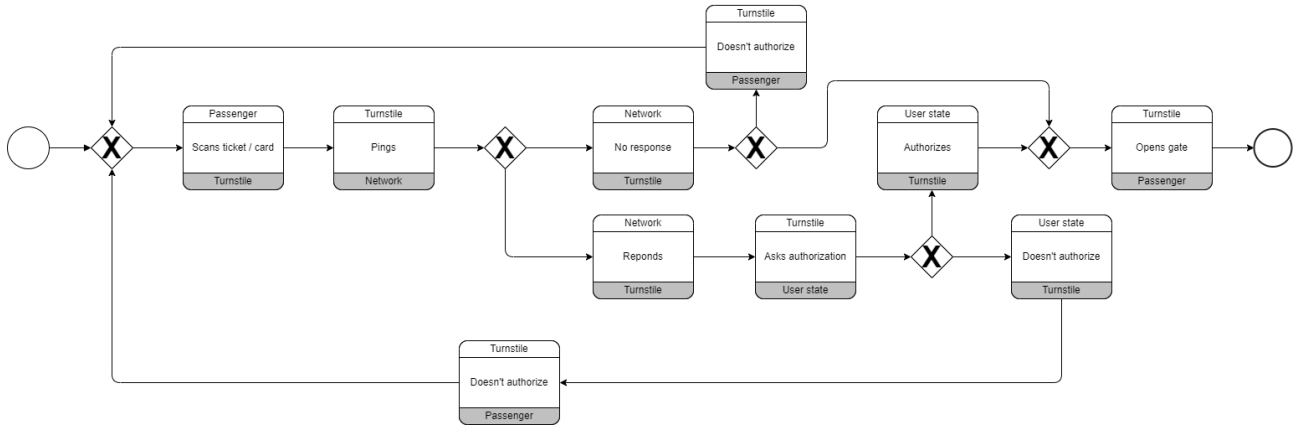 Turnstile
Doesn't authorize
Passenger
Passenger
Scans ticket / card
Turnstile
Turnstile
Pings
Network
Network
No response
Turnstile
User state
Authorizes
Turnstile
Turnstile
Opens gate
Passenger
Network
Reponds
Turnstile
Turnstile
Asks authorization
User state
User state
Doesn't authorize
Turnstile
Turnstile
Doesn't authorize
Passenger